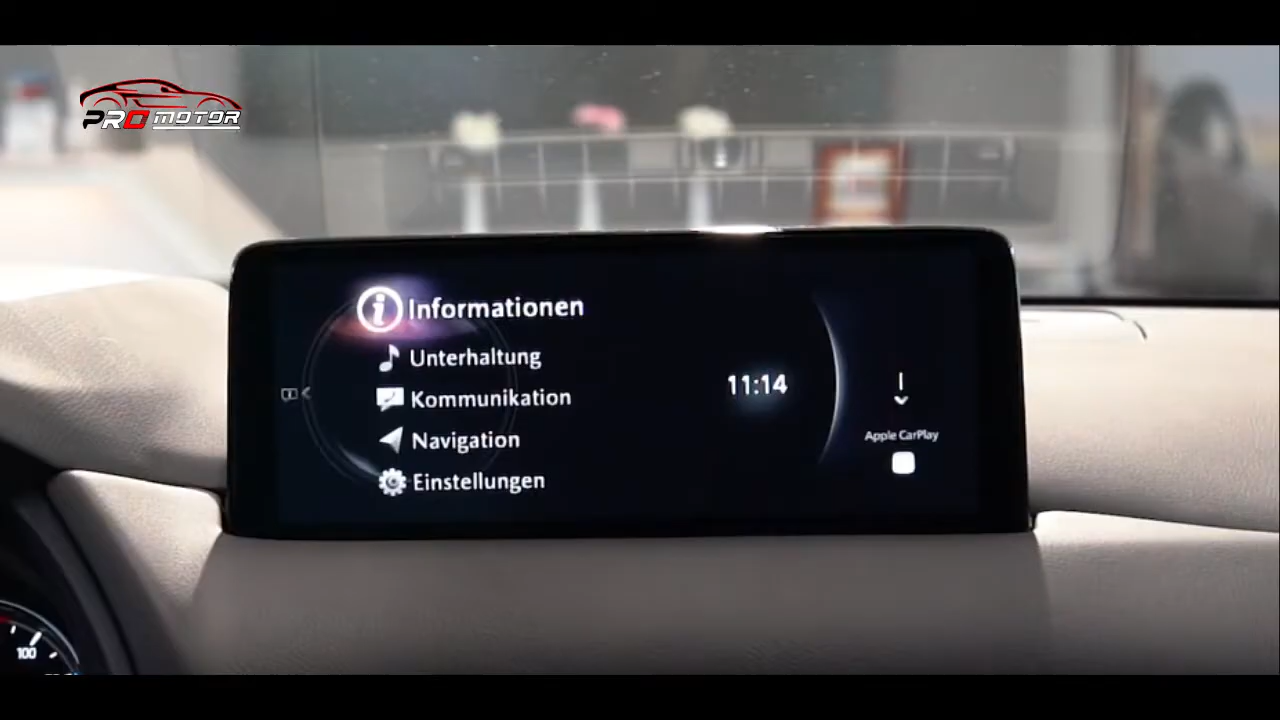 PRO MOTOR
Informationen
Unterhaltung
Kommunikation
Navigation
Einstellungen
11:14
Apple CarPlay
100